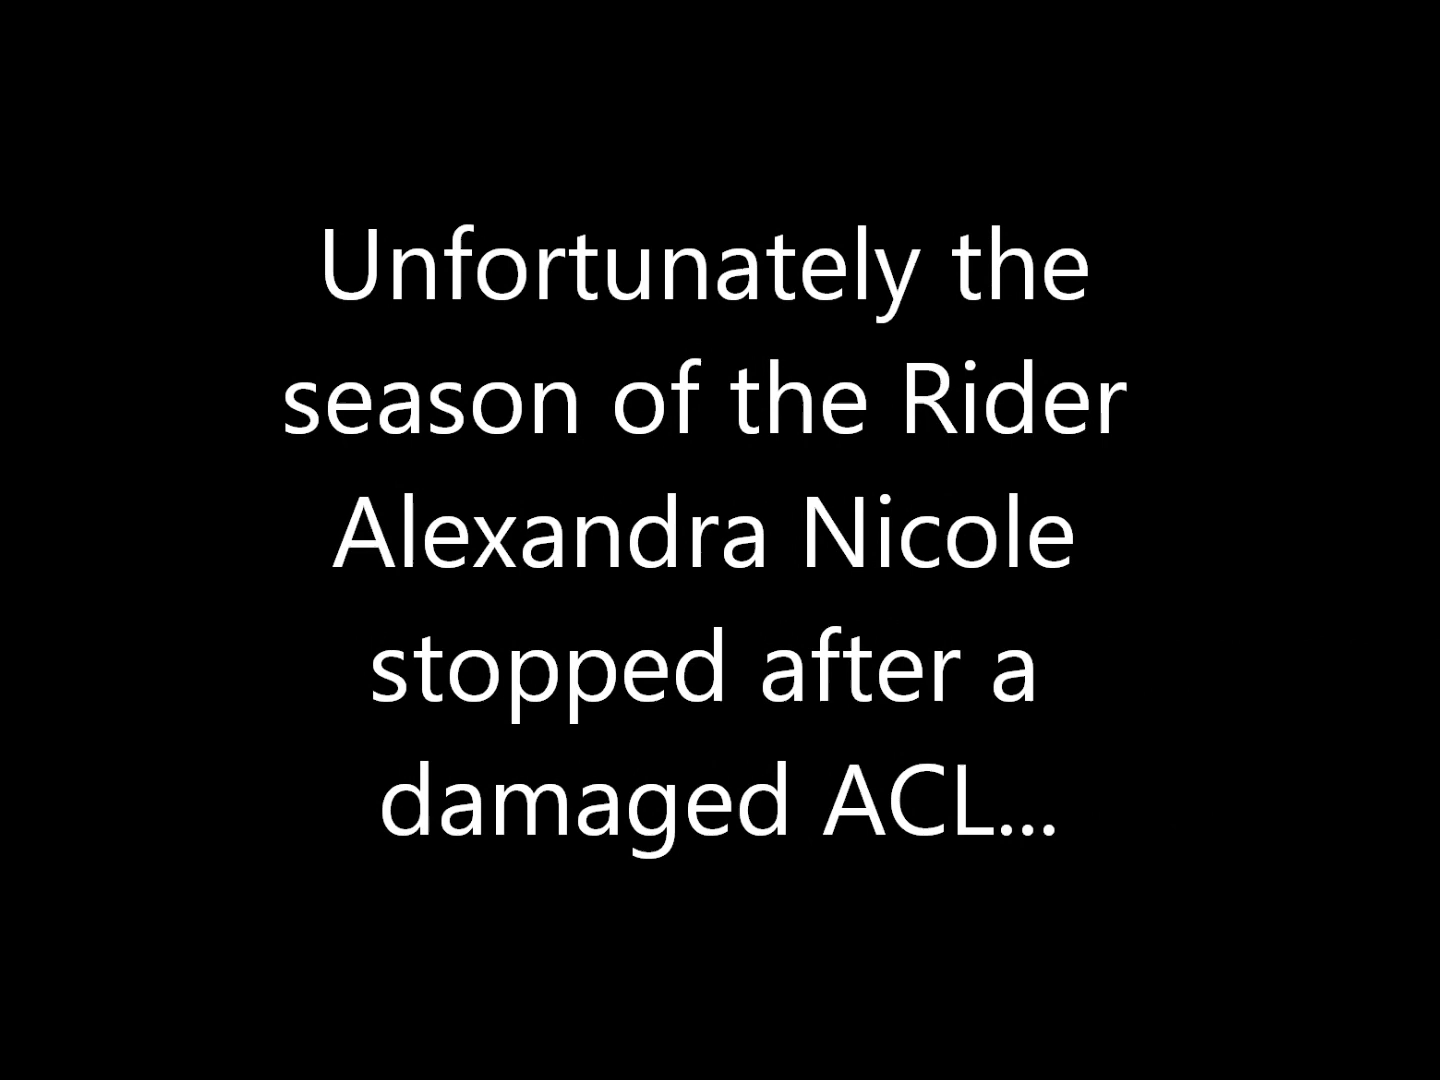 Unfortunately the
season of the Rider
Alexandra Nicole
stopped after a
damaged ACL...